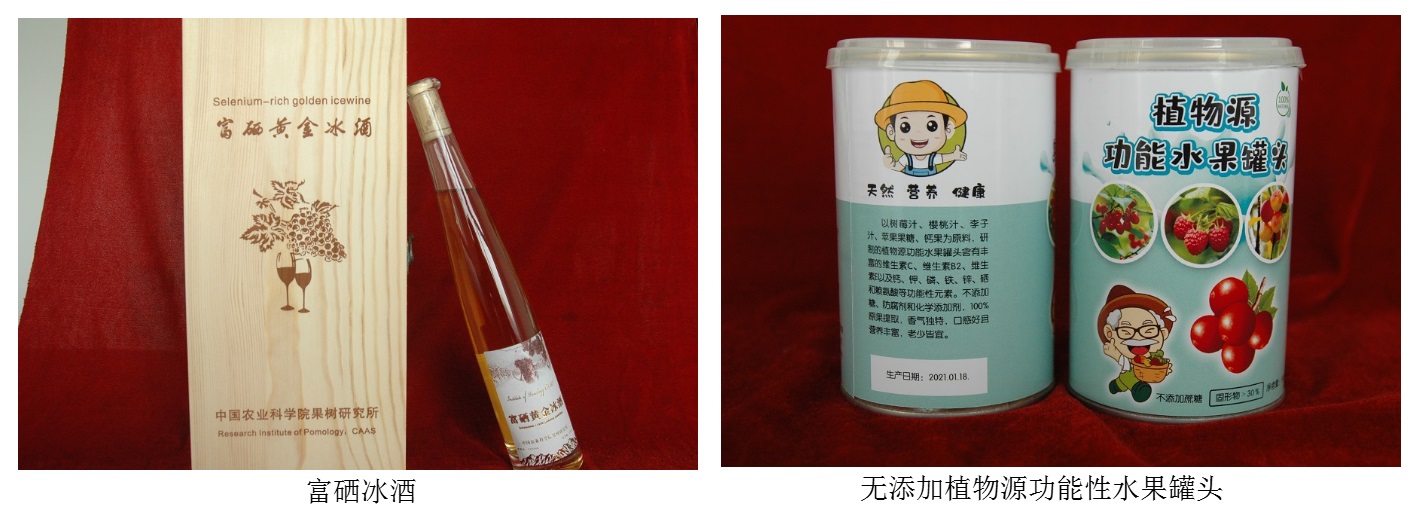 Selenium-rich golden icewine
富硒黄金冰酒
中国农业科学院果树研究所
Research Institute of Pomology, CAAS
富硒黄金冰酒
富硒冰酒
天然 营养 健康
以树莓汁、樱桃汁、李子
汁、苹果果糖、钙果为原料，研
制的植物源功能水果罐头含有丰
富的维生素C、维生素B2、维生
素E以及钙、钾、磷、铁、锌、硒
和赖氨酸等功能性元素。不添加
糖、防腐剂和化学添加剂，100%
原果提取，香气独特，口感好且
营养丰富，老少皆宜。
生产日期：2021.01.18.
100%
植物源
功能水果罐头
不添加蔗糖
固形物>30%
无添加植物源功能性水果罐头